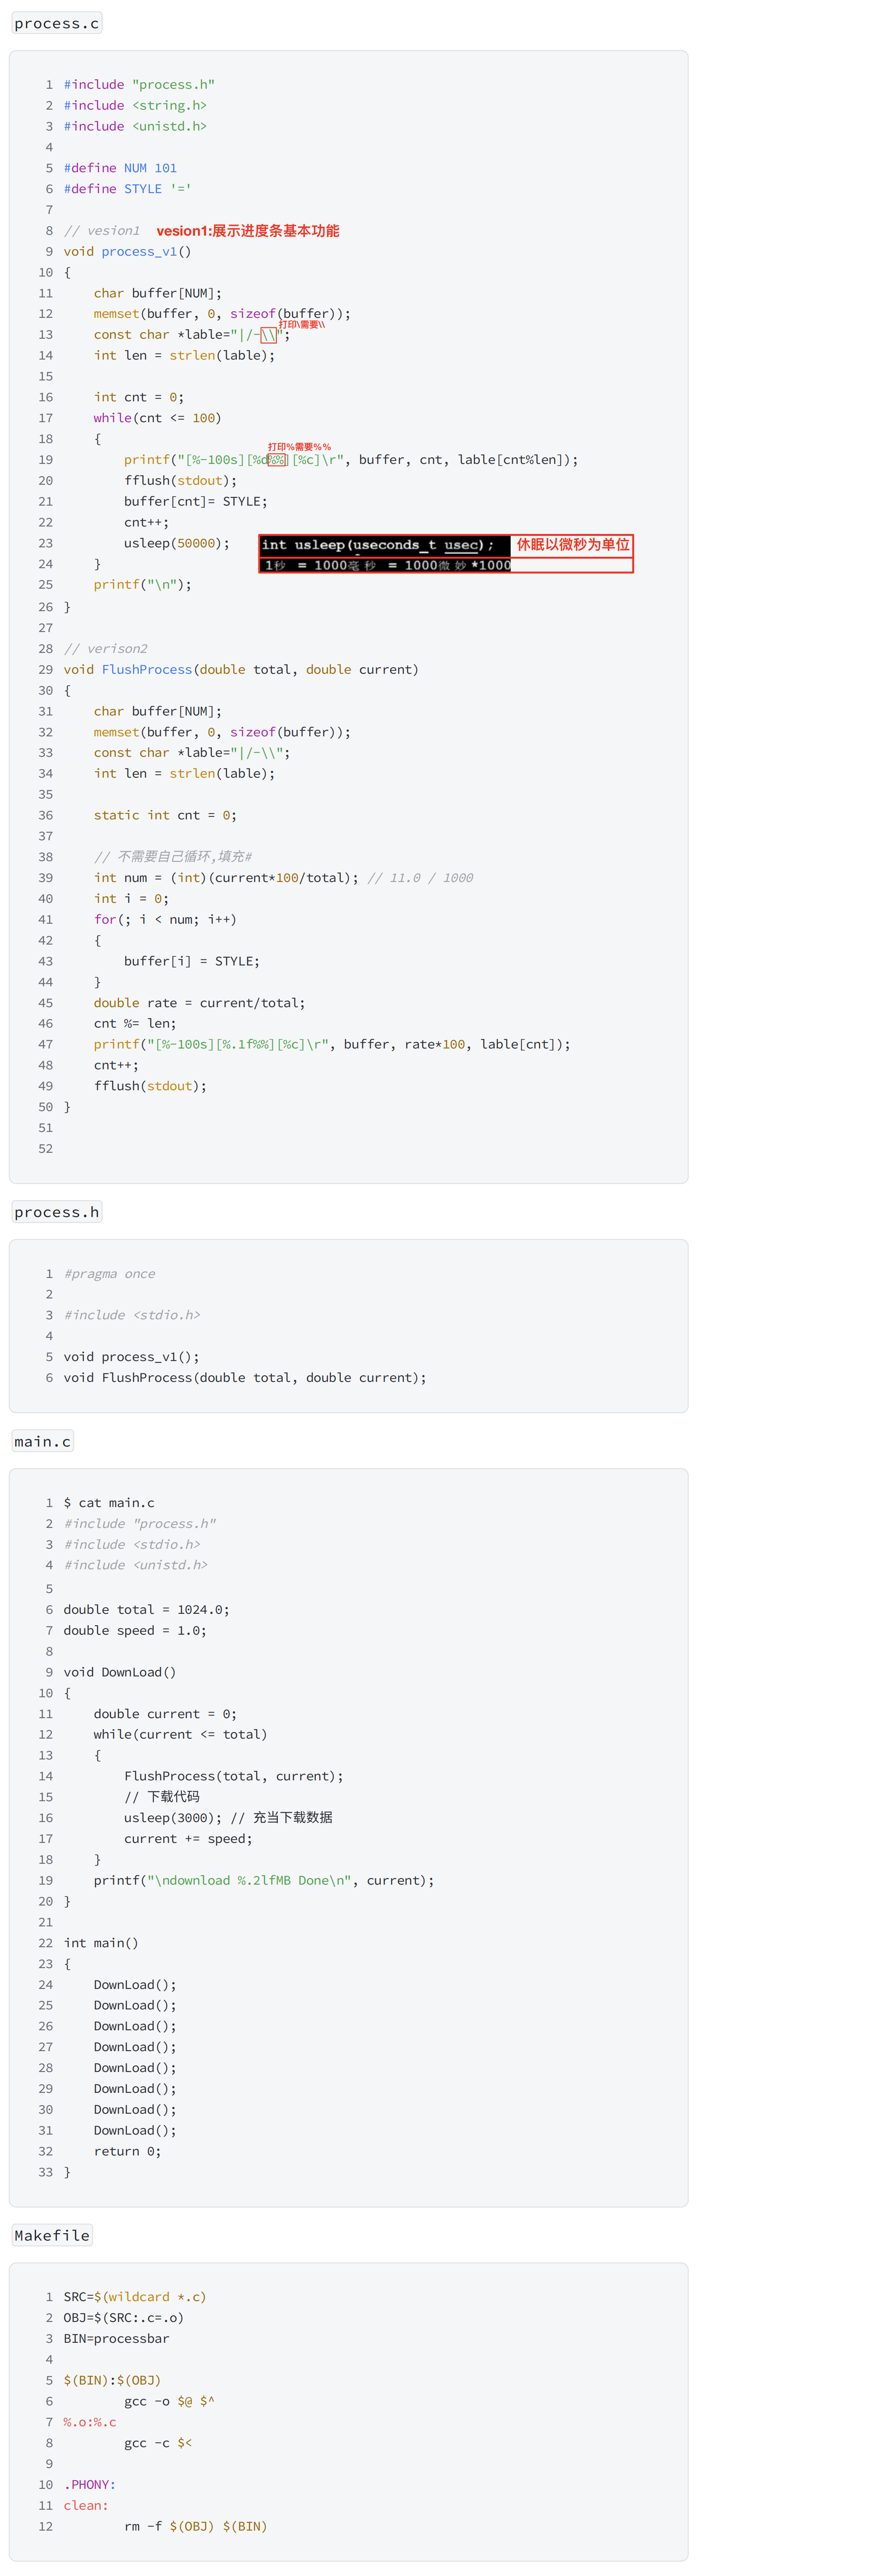 process.c
1 #include "process.h"
2 #include <string.h>
3 #include <unistd.h>
4
5 #define NUM 101
6 #define STYLE '='
7
8 // vesion1 vesion1:展示进度条基本功能
9 void process_v1()
10 {
11     char buffer[NUM];
12     memset(buffer, 0, sizeof(buffer));
打印\需要\\
13     const char *lable="|/-\\";
14     int len = strlen(lable);
15
16     int cnt = 0;
17     while(cnt <= 100)
18     {
打印%需要%%
19         printf("[%-100s][%d%%][%c]\r", buffer, cnt, lable[cnt%len]);
20         fflush(stdout);
21         buffer[cnt]= STYLE;
22         cnt++;
23         usleep(50000); int usleep(useconds_t usec); 休眠以微秒为单位
24     } 1秒 = 1000毫秒 = 1000微妙*1000
25     printf("\n");
26 }
27
28 // verison2
29 void FlushProcess(double total, double current)
30 {
31     char buffer[NUM];
32     memset(buffer, 0, sizeof(buffer));
33     const char *lable="|/-\\";
34     int len = strlen(lable);
35
36     static int cnt = 0;
37
38     // 不需要自己循环,填充#
39     int num = (int)(current*100/total); // 11.0 / 1000
40     int i = 0;
41     for(; i < num; i++)
42     {
43         buffer[i] = STYLE;
44     }
45     double rate = current/total;
46     cnt %= len;
47     printf("[%-100s][%.1f%%][%c]\r", buffer, rate*100, lable[cnt]);
48     cnt++;
49     fflush(stdout);
50 }
51
52
process.h
1 #pragma once
2
3 #include <stdio.h>
4
5 void process_v1();
6 void FlushProcess(double total, double current);
main.c
1 $ cat main.c
2 #include "process.h"
3 #include <stdio.h>
4 #include <unistd.h>
5
6 double total = 1024.0;
7 double speed = 1.0;
8
9 void DownLoad()
10 {
11     double current = 0;
12     while(current <= total)
13     {
14         FlushProcess(total, current);
15         // 下载代码
16         usleep(3000); // 充当下载数据
17         current += speed;
18     }
19     printf("\ndownload %.2lfMB Done\n", current);
20 }
21
22 int main()
23 {
24     DownLoad();
25     DownLoad();
26     DownLoad();
27     DownLoad();
28     DownLoad();
29     DownLoad();
30     DownLoad();
31     DownLoad();
32     return 0;
33 }
Makefile
1 SRC=$(wildcard *.c)
2 OBJ=$(SRC:.c=.o)
3 BIN=processbar
4
5 $(BIN):$(OBJ)
6         gcc -o $@ $^
7 %.o:%.c
8         gcc -c $<
9
10 .PHONY:
11 clean:
12         rm -f $(OBJ) $(BIN)